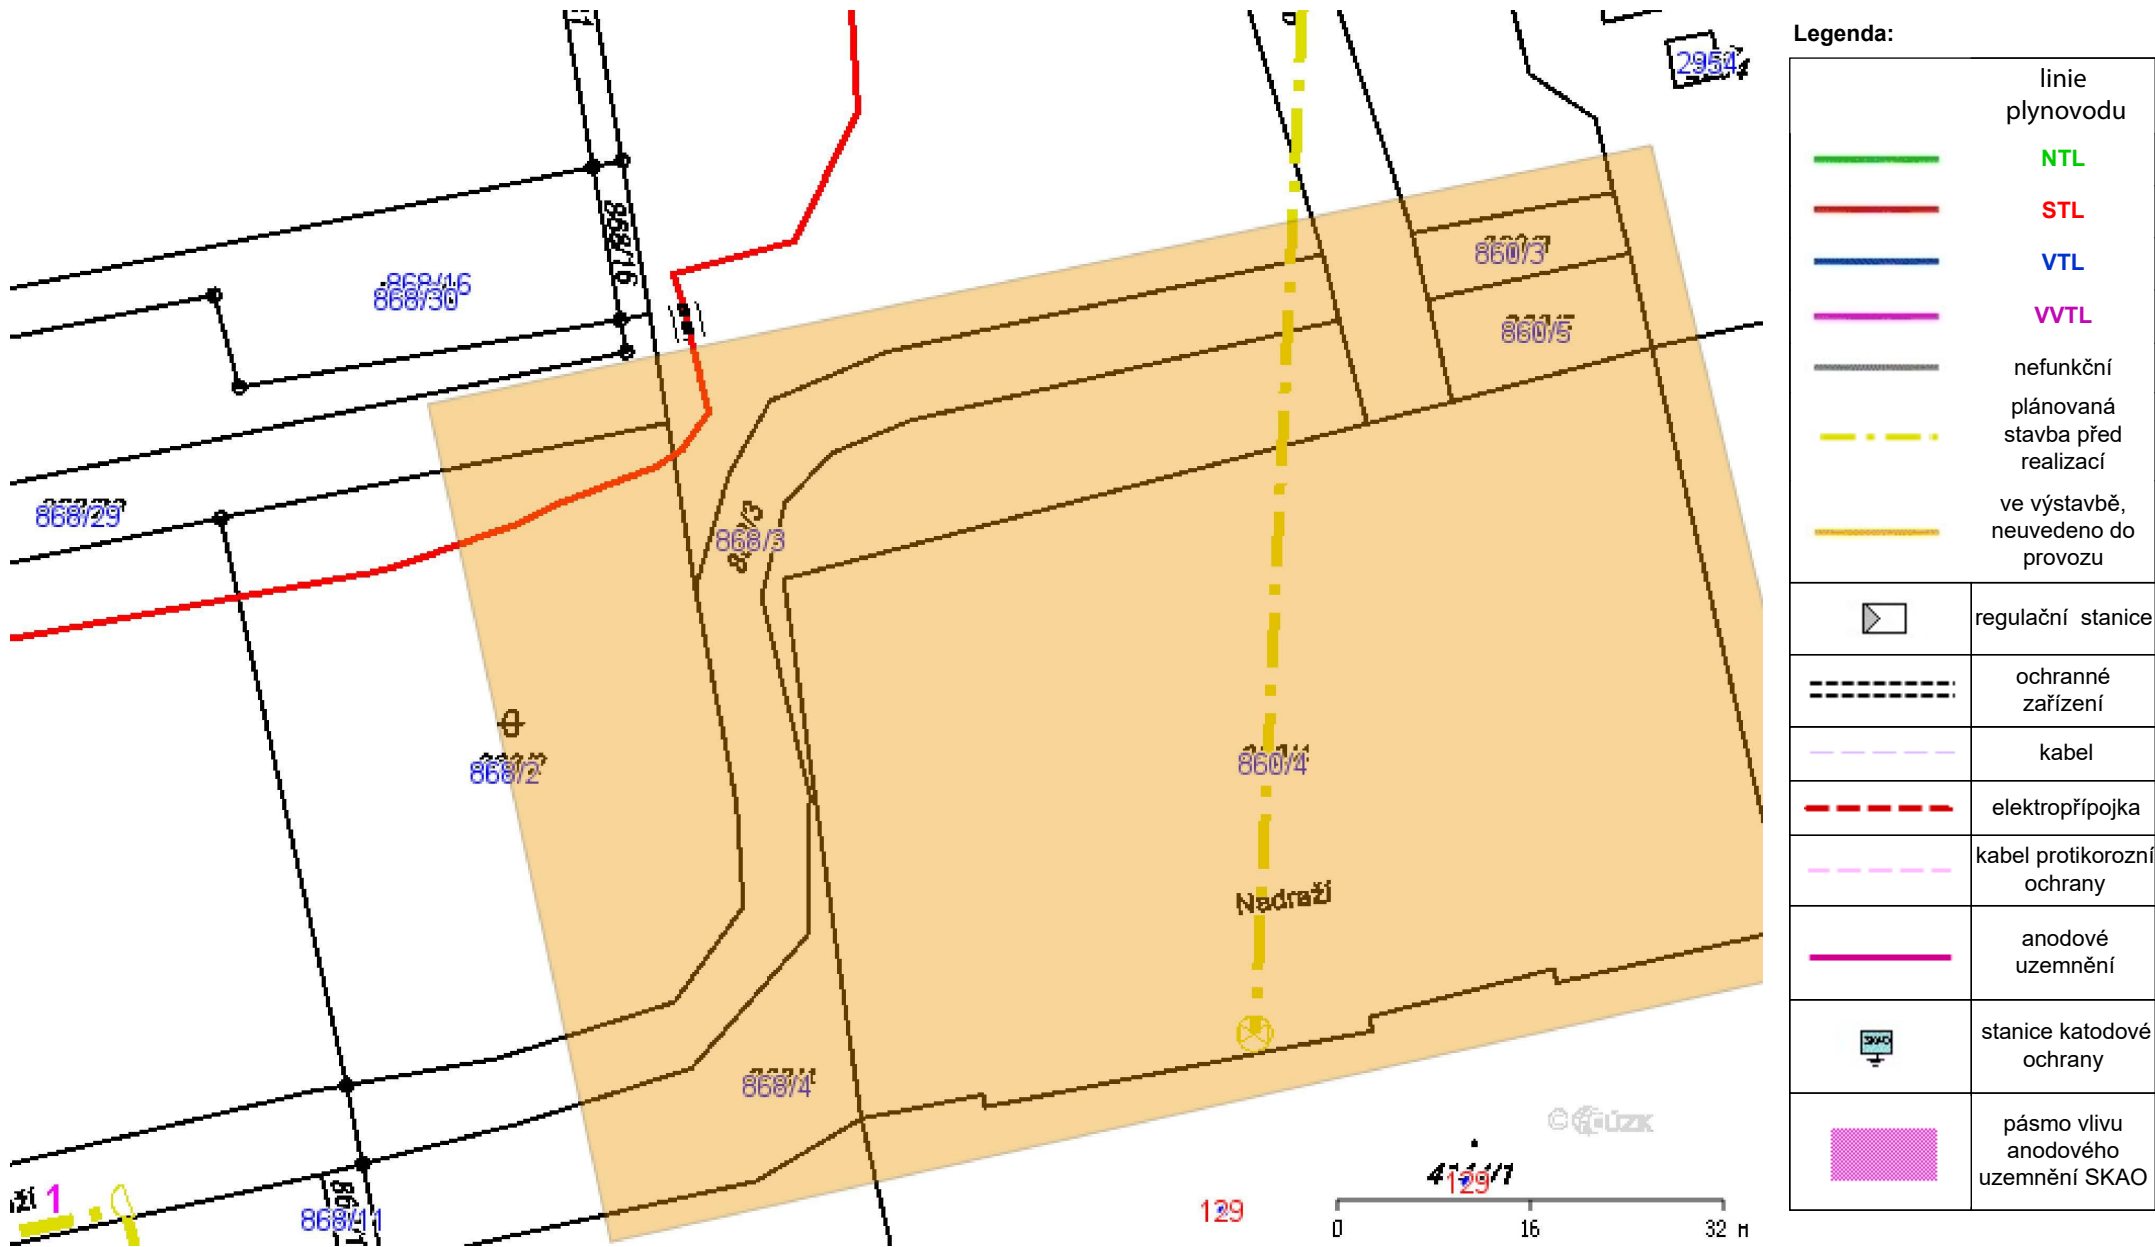 2954
868/16
868/30
868/16
860/3
860/5
868/29
868/3
868/2
860/4
Nadraží
868/4
868/11
1
129
129
0 16 32 M
Legenda:
linie
plynovodu
NTL
STL
VTL
VVTL
nefunkční
plánovaná
stavba před
realizací
ve výstavbě,
neuvedeno do
provozu
regulační stanice
ochranné
zařízení
kabel
elektropřípojka
kabel protikorozní
ochrany
anodové
uzemnění
SKAO
stanice katodové
ochrany
pásmo vlivu
anodového
uzemnění SKAO